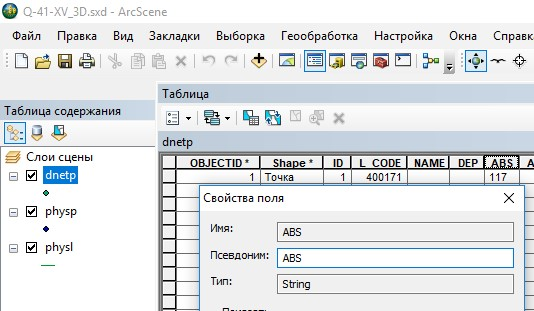 Q-41-XV_3D.sxd - ArcScene
Файл Правка Вид Закладки Выборка Геообработка Настройка Окна Справка
Таблица содержания
Слои сцены
dnetp
physp
physl
Таблица
dnetp
OBJECTID * Shape * ID L_CODE NAME DEP ABS
1 Точка 1 400171 117
Свойства поля
Имя: ABS
Псевдоним: ABS
Тип: String